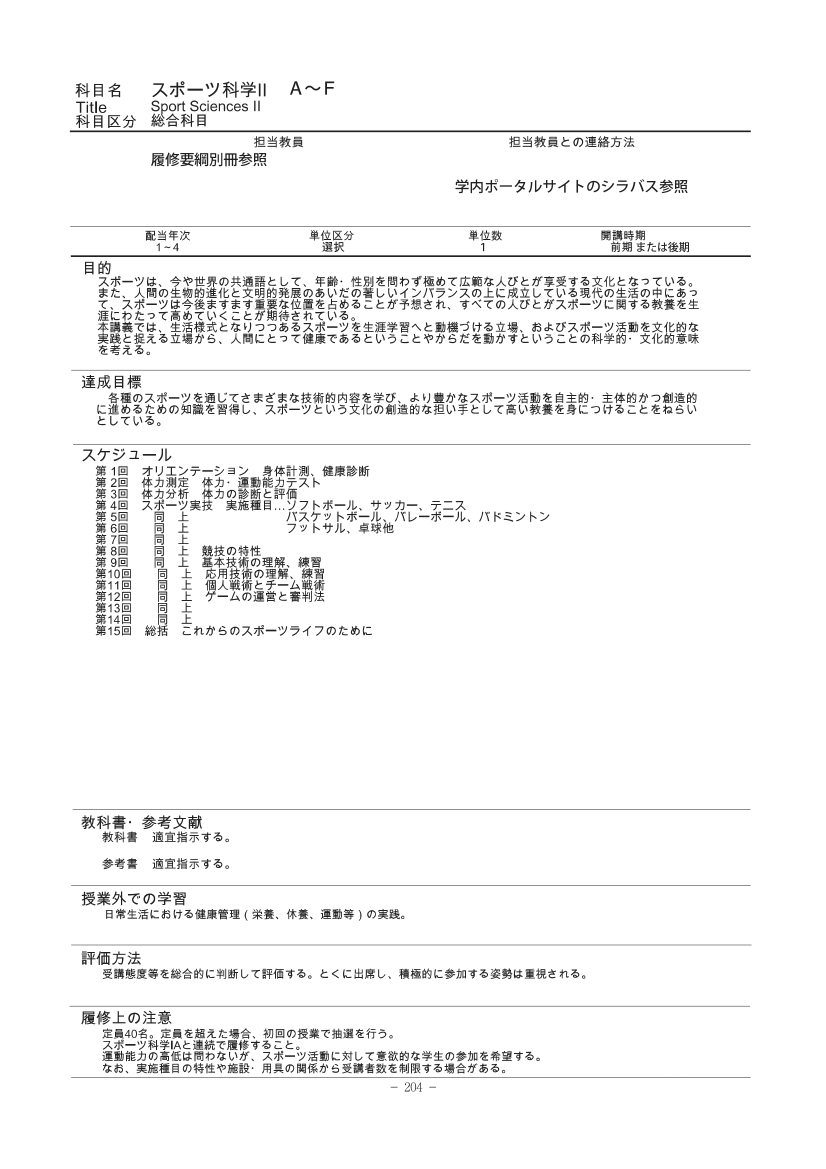 科目名 スポーツ科学II A～F
Title Sport Sciences II
科目区分 総合科目
担当教員 担当教員との連絡方法
履修要綱別冊参照
学内ポータルサイトのシラバス参照
配当年次 単位区分 単位数 開講時期
1～4 選択 1 前期 または後期
目的
スポーツは、今や世界の共通語として、年齢・性別を問わず極めて広範な人びとが享受する文化となっている。
また、人間の生物的進化と文明的発展のあいだの著しいインバランスの上に成立している現代の生活の中にあっ
て、スポーツは今後ますます重要な位置を占めることが予想され、すべての人びとがスポーツに関する教養を生
涯にわたって高めていくことが期待されている。
本講義では、生活様式となりつつあるスポーツを生涯学習へと動機づける立場、およびスポーツ活動を文化的な
実践と捉える立場から、人間にとって健康であるということやからだを動かすということの科学的・文化的意味
を考える。
達成目標
各種のスポーツを通じてさまざまな技術的内容を学び、より豊かなスポーツ活動を自主的・主体的かつ創造的
に進めるための知識を習得し、スポーツという文化の創造的な担い手として高い教養を身につけることをねらい
としている。
スケジュール
第 1回 オリエンテーション 身体計測、健康診断
第 2回 体力測定 体力・運動能力テスト
第 3回 体力分析 体力の診断と評価
第 4回 スポーツ実技 実施種目…ソフトボール、サッカー、テニス
第 5回 同 上 バスケットボール、バレーボール、バドミントン
第 6回 同 上 フットサル、卓球他
第 7回 同 上
第 8回 同 上 競技の特性
第 9回 同 上 基本技術の理解、練習
第10回 同 上 応用技術の理解、練習
第11回 同 上 個人戦術とチーム戦術
第12回 同 上 ゲームの運営と審判法
第13回 同 上
第14回 同 上
第15回 総括 これからのスポーツライフのために
教科書・参考文献
教科書 適宜指示する。
参考書 適宜指示する。
授業外での学習
日常生活における健康管理(栄養、休養、運動等)の実践。
評価方法
受講態度等を総合的に判断して評価する。とくに出席し、積極的に参加する姿勢は重視される。
履修上の注意
定員40名。定員を超えた場合、初回の授業で抽選を行う。
スポーツ科学IAと連続で履修すること。
運動能力の高低は問わないが、スポーツ活動に対して意欲的な学生の参加を希望する。
なお、実施種目の特性や施設・用具の関係から受講者数を制限する場合がある。
− 204 −